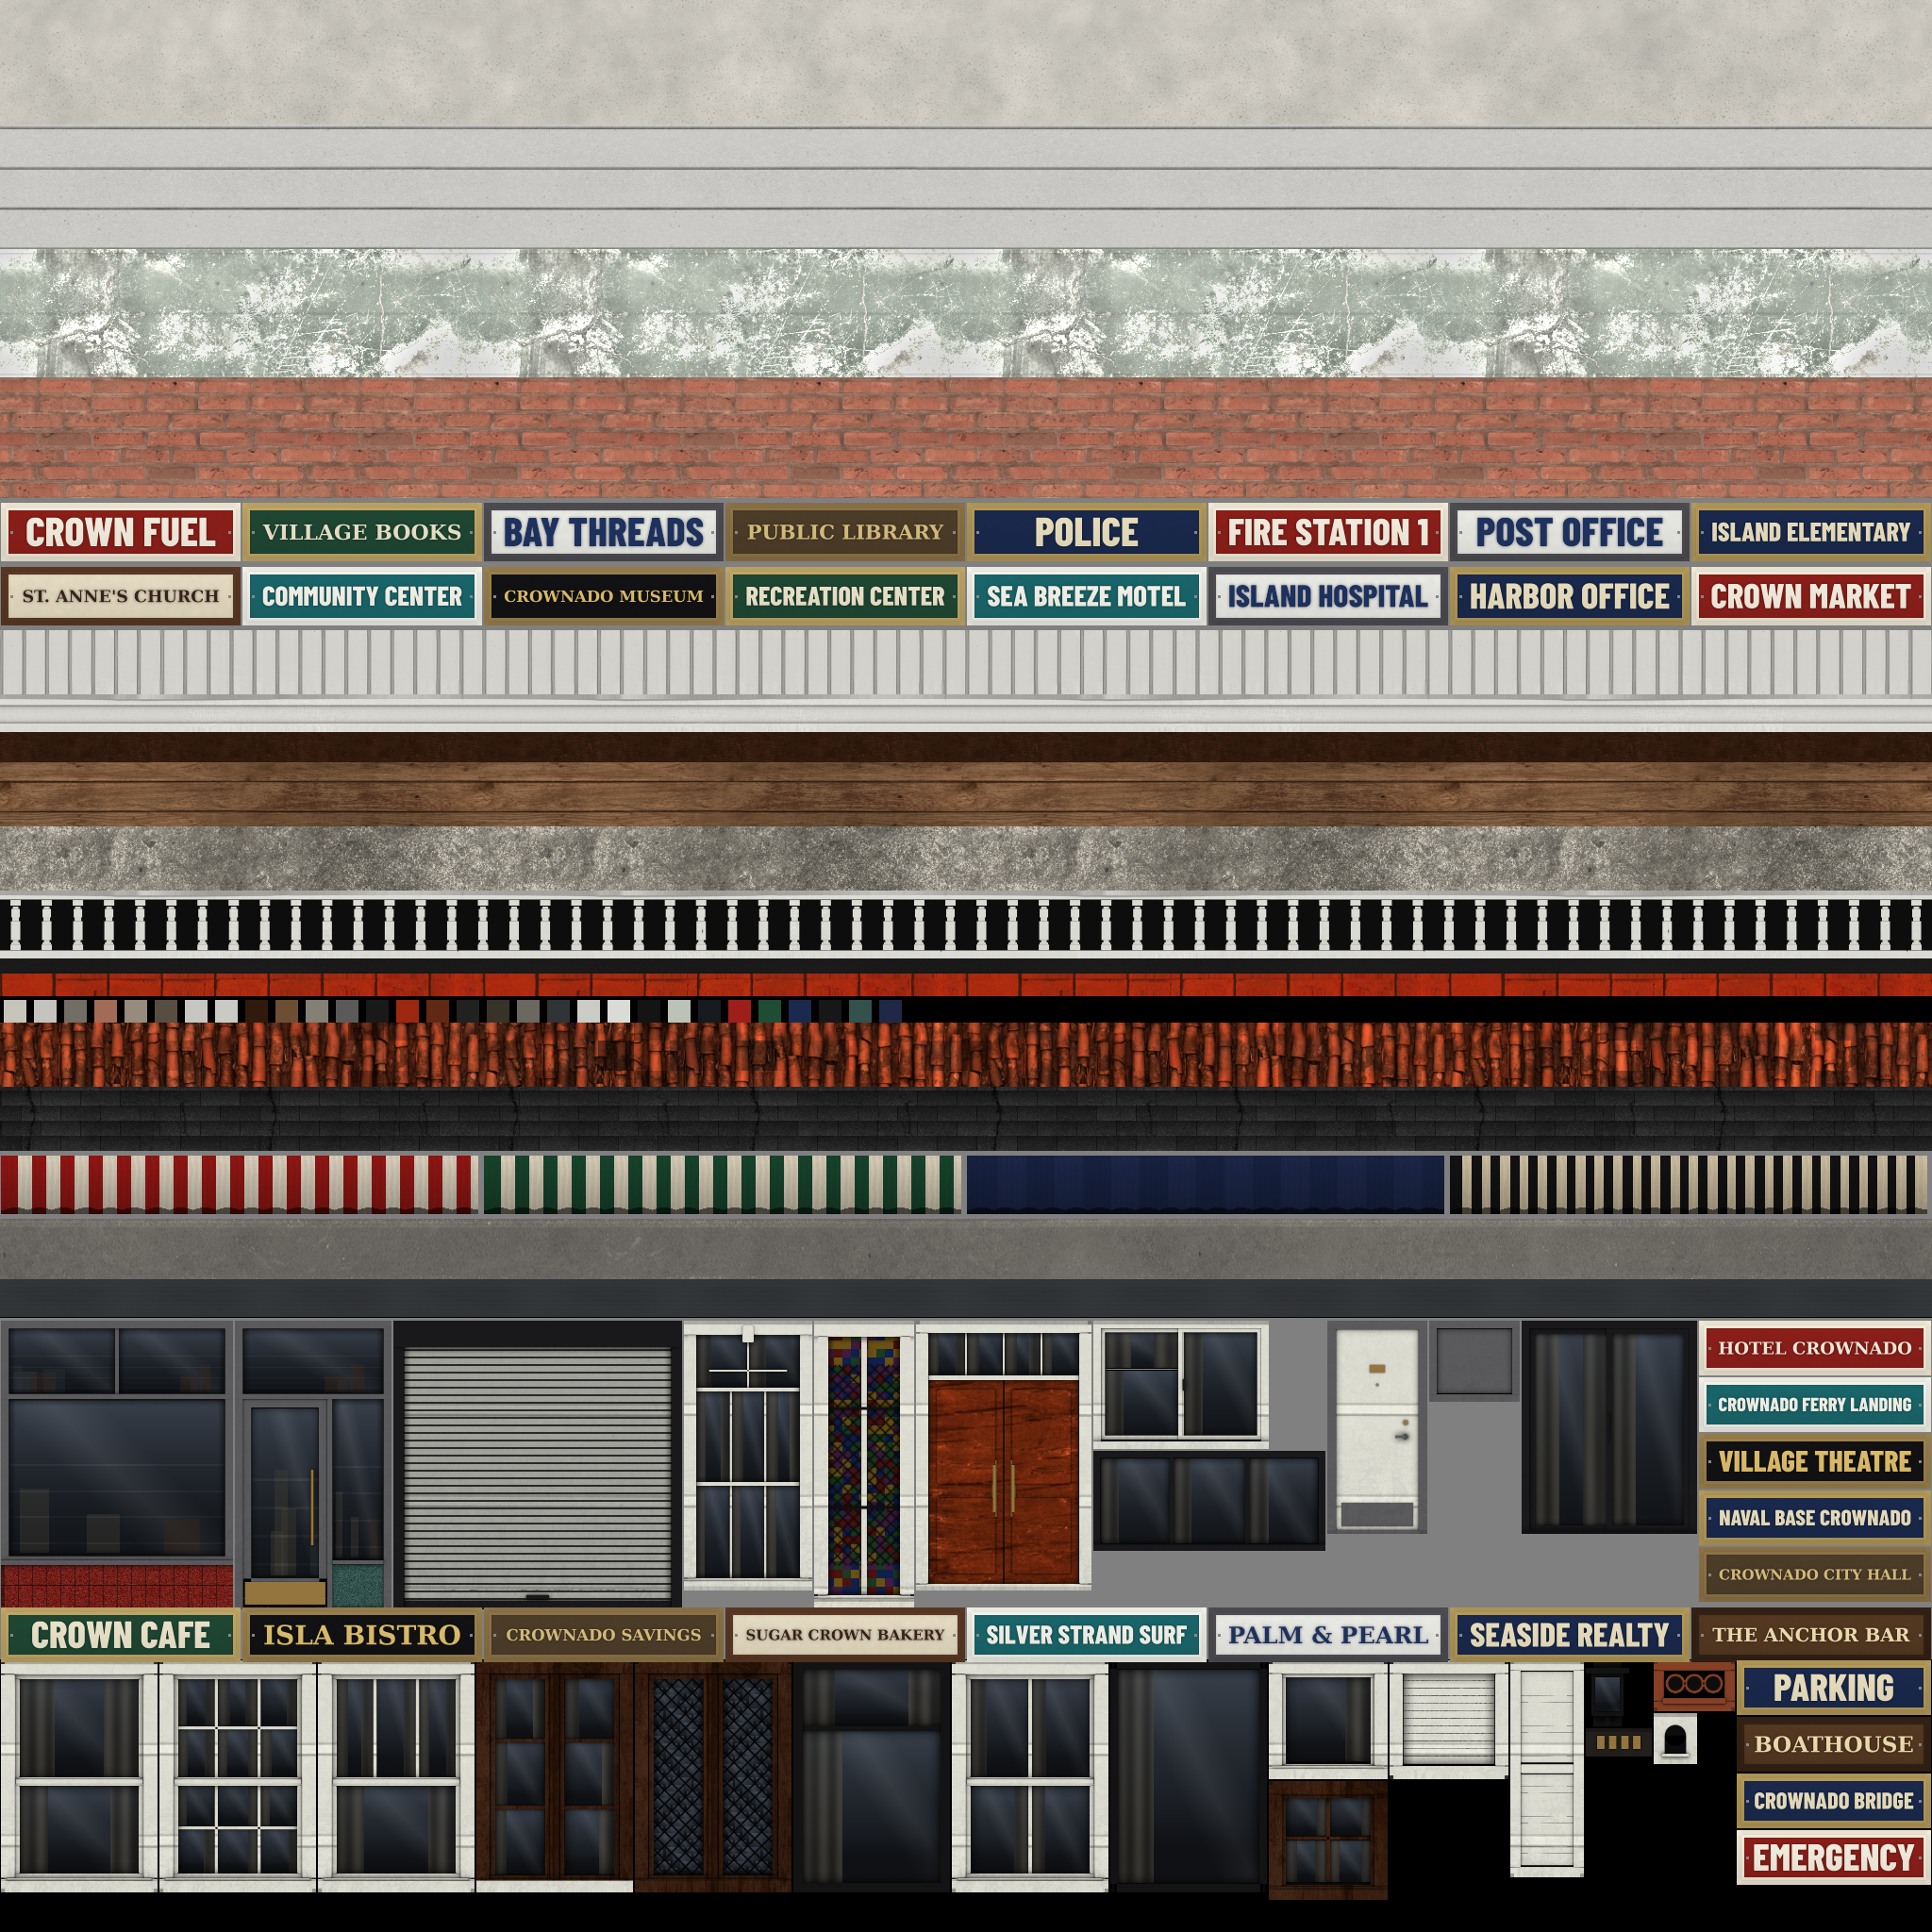 CROWN FUEL
VILLAGE BOOKS
BAY THREADS
PUBLIC LIBRARY
POLICE
FIRE STATION 1
POST OFFICE
ISLAND ELEMENTARY
ST. ANNE'S CHURCH
COMMUNITY CENTER
CROWNADO MUSEUM
RECREATION CENTER
SEA BREEZE MOTEL
ISLAND HOSPITAL
HARBOR OFFICE
CROWN MARKET
HOTEL CROWNADO
CROWNADO FERRY LANDING
VILLAGE THEATRE
NAVAL BASE CROWNADO
CROWNADO CITY HALL
CROWN CAFE
ISLA BISTRO
CROWNADO SAVINGS
SUGAR CROWN BAKERY
SILVER STRAND SURF
PALM & PEARL
SEASIDE REALTY
THE ANCHOR BAR
PARKING
BOATHOUSE
CROWNADO BRIDGE
EMERGENCY